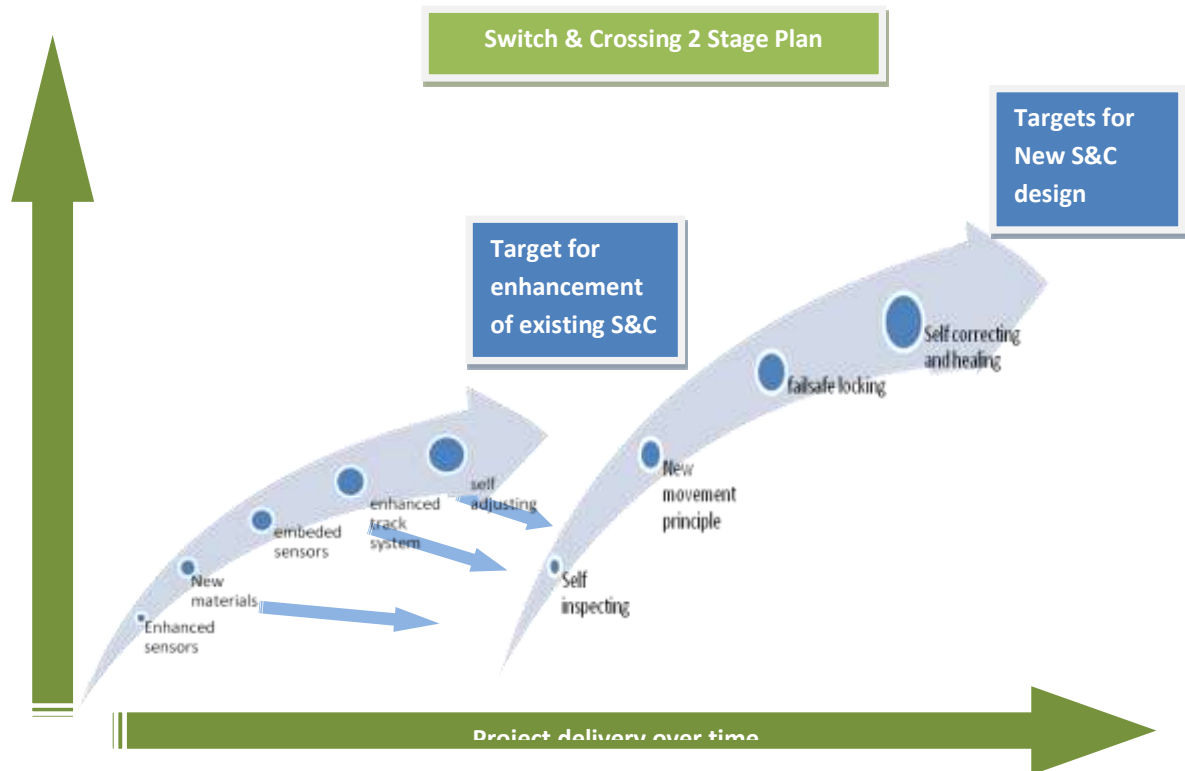 Switch & Crossing 2 Stage Plan
Targets for
New S&C
design
Target for
enhancement
of existing S&C
Self correcting
and healing
failsafe locking
New
movement
principle
Self
inspecting
self
adjusting
enhanced
track
system
embeded
sensors
New
materials
Enhanced
sensors
Project delivery over time